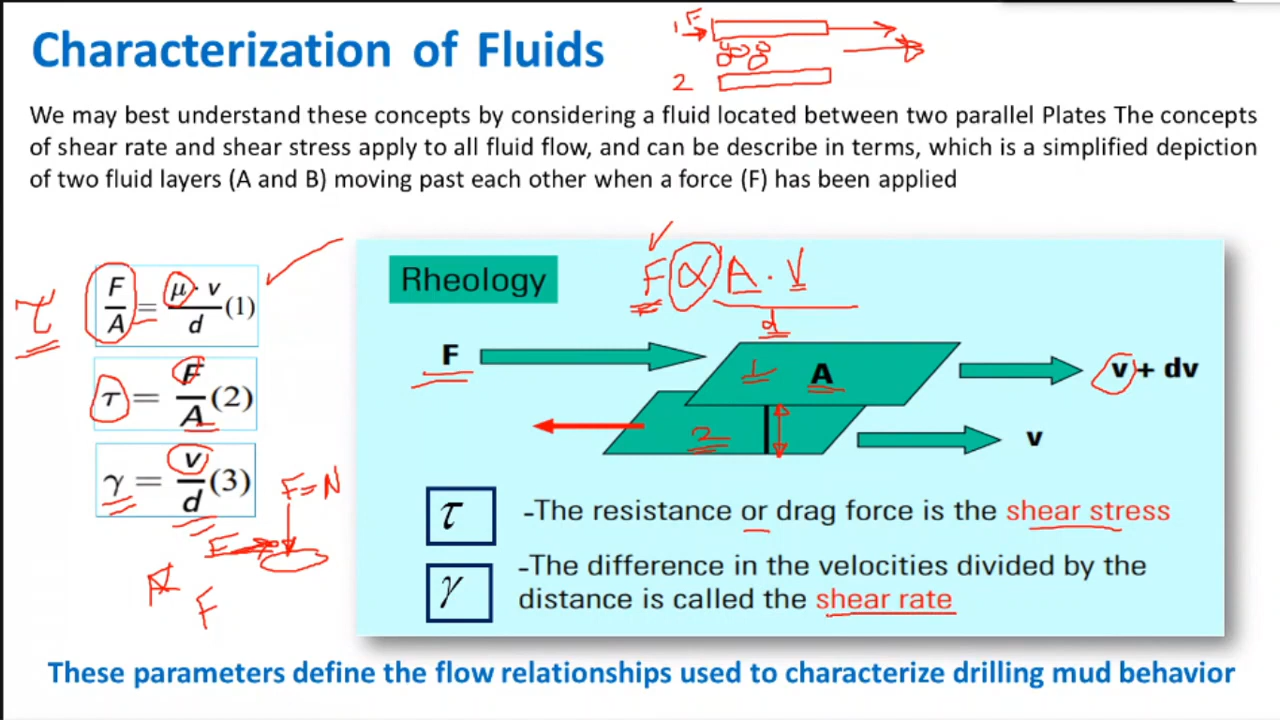 Characterization of Fluids
1 F
2
We may best understand these concepts by considering a fluid located between two parallel Plates The concepts
of shear rate and shear stress apply to all fluid flow, and can be describe in terms, which is a simplified depiction
of two fluid layers (A and B) moving past each other when a force (F) has been applied
τ
F/A = μ · v/d (1)
τ = F/A (2)
γ = v/d (3)
F = N
F
F
Rheology
F ∝ A · V
d
F
1 A
v + dv
2
v
τ -The resistance or drag force is the shear stress
γ -The difference in the velocities divided by the
distance is called the shear rate
These parameters define the flow relationships used to characterize drilling mud behavior